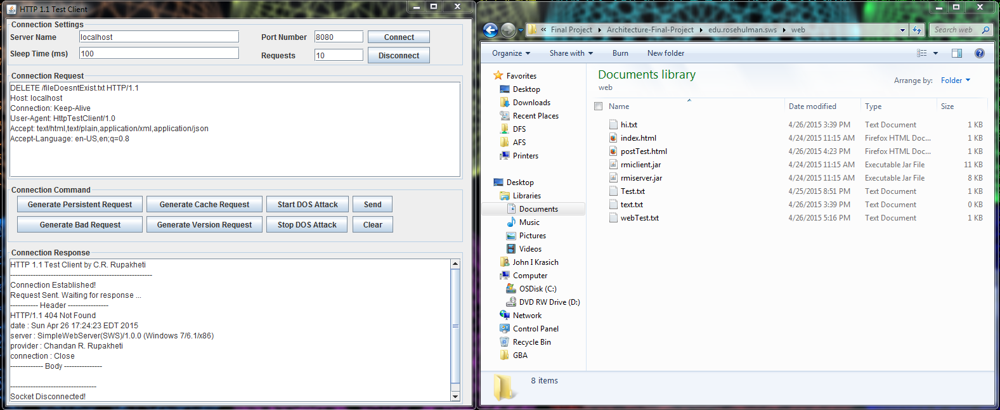 HTTP 1.1 Test Client
Connection Settings
Server Name localhost Port Number 8080 Connect
Sleep Time (ms) 100 Requests 10 Disconnect
Connection Request
DELETE /fileDoesntExist.txt HTTP/1.1
Host: localhost
Connection: Keep-Alive
User-Agent: HttpTestClient/1.0
Accept: text/html,text/plain,application/xml,application/json
Accept-Language: en-US,en;q=0.8
Connection Command
Generate Persistent Request Generate Cache Request Start DOS Attack Send
Generate Bad Request Generate Version Request Stop DOS Attack Clear
Connection Response
HTTP 1.1 Test Client by C.R. Rupakheti
--------------------------------------------------------
Connection Established!
Request Sent. Waiting for response ...
----------- Header ----------------
HTTP/1.1 404 Not Found
date : Sun Apr 26 17:24:23 EDT 2015
server : SimpleWebServer(SWS)/1.0.0 (Windows 7/6.1/x86)
provider : Chandan R. Rupakheti
connection : Close
------------- Body ---------------
----------------------------------
Socket Disconnected!
« Final Project Architecture-Final-Project edu.rosehulman.sws web Search web
Organize Share with Burn New folder
Favorites
Desktop
Downloads
Recent Places
DFS
AFS
Printers
Desktop
Libraries
Documents
Music
Pictures
Videos
John I Krasich
Computer
OSDisk (C:)
DVD RW Drive (D:)
Network
Control Panel
Recycle Bin
GBA
Documents library
web
Arrange by: Folder
Name Date modified Type Size
hi.txt 4/26/2015 3:39 PM Text Document 1 KB
index.html 4/24/2015 11:15 AM Firefox HTML Doc... 1 KB
postTest.html 4/26/2015 4:23 PM Firefox HTML Doc... 1 KB
rmiclient.jar 4/24/2015 11:15 AM Executable Jar File 11 KB
rmiserver.jar 4/24/2015 11:15 AM Executable Jar File 8 KB
Test.txt 4/25/2015 8:51 PM Text Document 1 KB
text.txt 4/26/2015 3:39 PM Text Document 0 KB
webTest.txt 4/26/2015 5:16 PM Text Document 1 KB
8 items